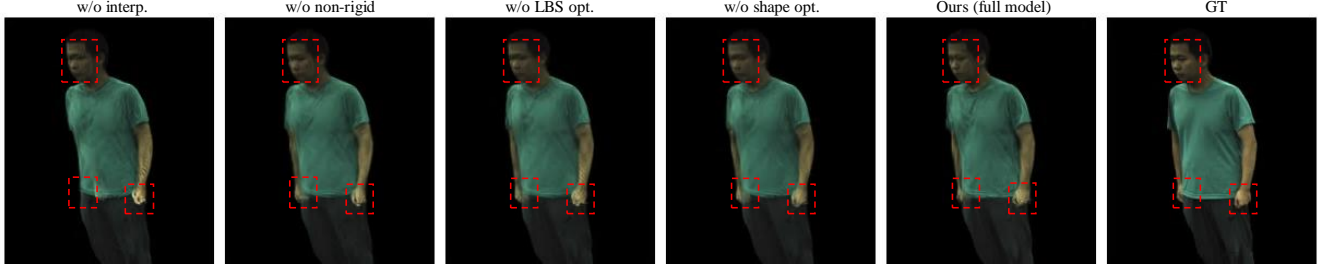 w/o interp.
w/o non-rigid
w/o LBS opt.
w/o shape opt.
Ours (full model)
GT